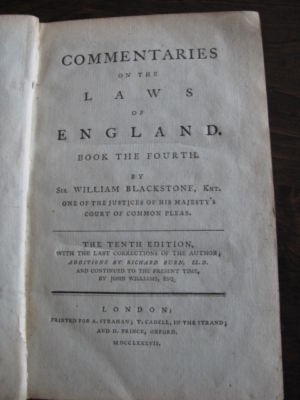 COMMENTARIES
ON THE
LAWS
OF
ENGLAND.
BOOK THE FOURTH.
BY
SIR WILLIAM BLACKSTONE, KNT.
ONE OF THE JUSTICES OF HIS MAJESTY'S
COURT OF COMMON PLEAS.
THE TENTH EDITION,
WITH THE LAST CORRECTIONS OF THE AUTHOR;
ADDITIONS BY RICHARD BURN, LL.D.
AND CONTINUED TO THE PRESENT TIME,
BY JOHN WILLIAMS, ESQ.
LONDON:
PRINTED FOR A. STRAHAN; T. CADELL, IN THE STRAND;
AND D. PRINCE, OXFORD.
MDCCLXXXVII.